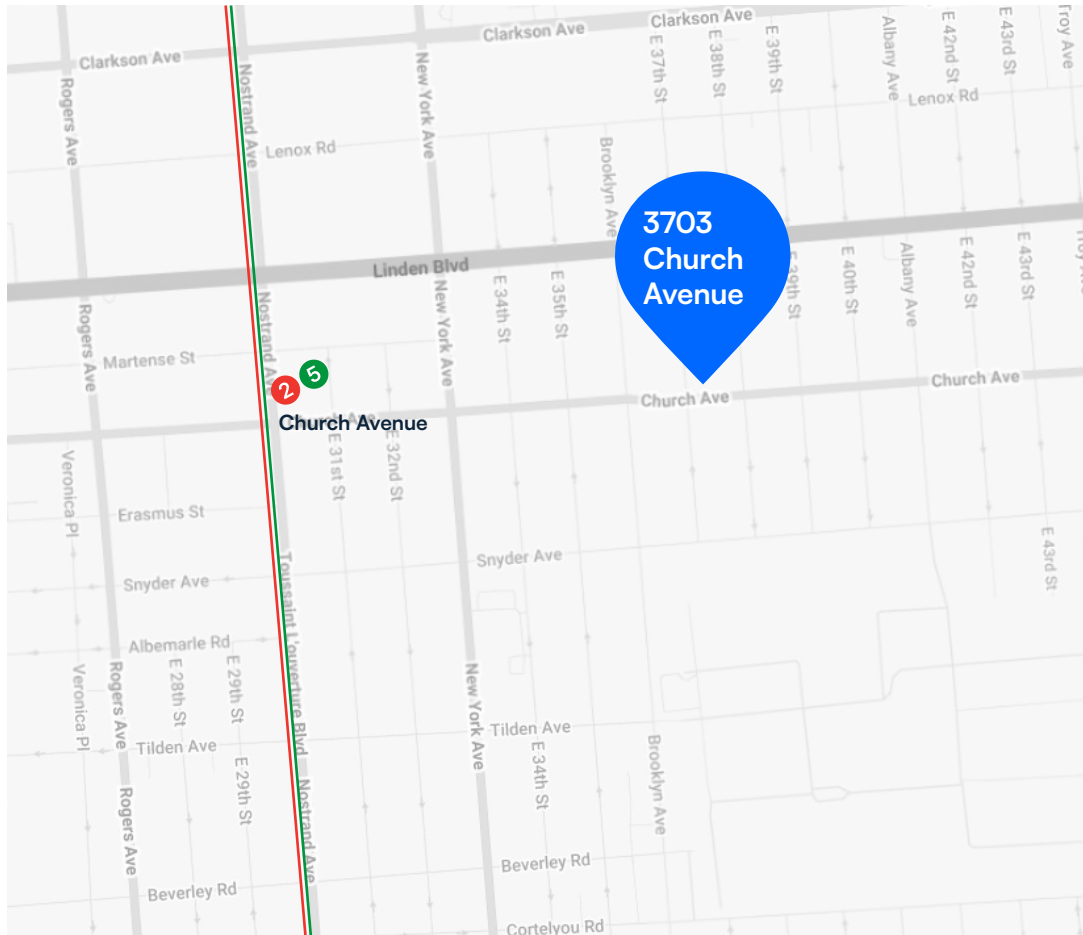 Clarkson Ave
Clarkson Ave
Clarkson Ave
Rogers Ave
Nostrand Ave
New York Ave
E 37th St
E 38th St
E 39th St
Albany Ave
E 42nd St
E 43rd St
Troy Ave
Lenox Rd
Lenox Rd
Brooklyn Ave
3703
Church
Avenue
Linden Blvd
Rogers Ave
Nostrand Ave
New York Ave
E 34th St
E 35th St
E 39th St
E 40th St
Albany Ave
E 42nd St
E 43rd St
Martense St
2
5
Church Ave
Church Ave
Church Avenue
Veronica Pl
E 31st St
E 32nd St
Erasmus St
Snyder Ave
Snyder Ave
E 43rd St
Toussaint L'ouverture Blvd
Albemarle Rd
Veronica Pl
Rogers Ave
E 28th St
E 29th St
New York Ave
Tilden Ave
Tilden Ave
E 29th St
E 34th St
Brooklyn Ave
Rogers Ave
Nostrand Ave
Beverley Rd
Beverley Rd
Cortelyou Rd